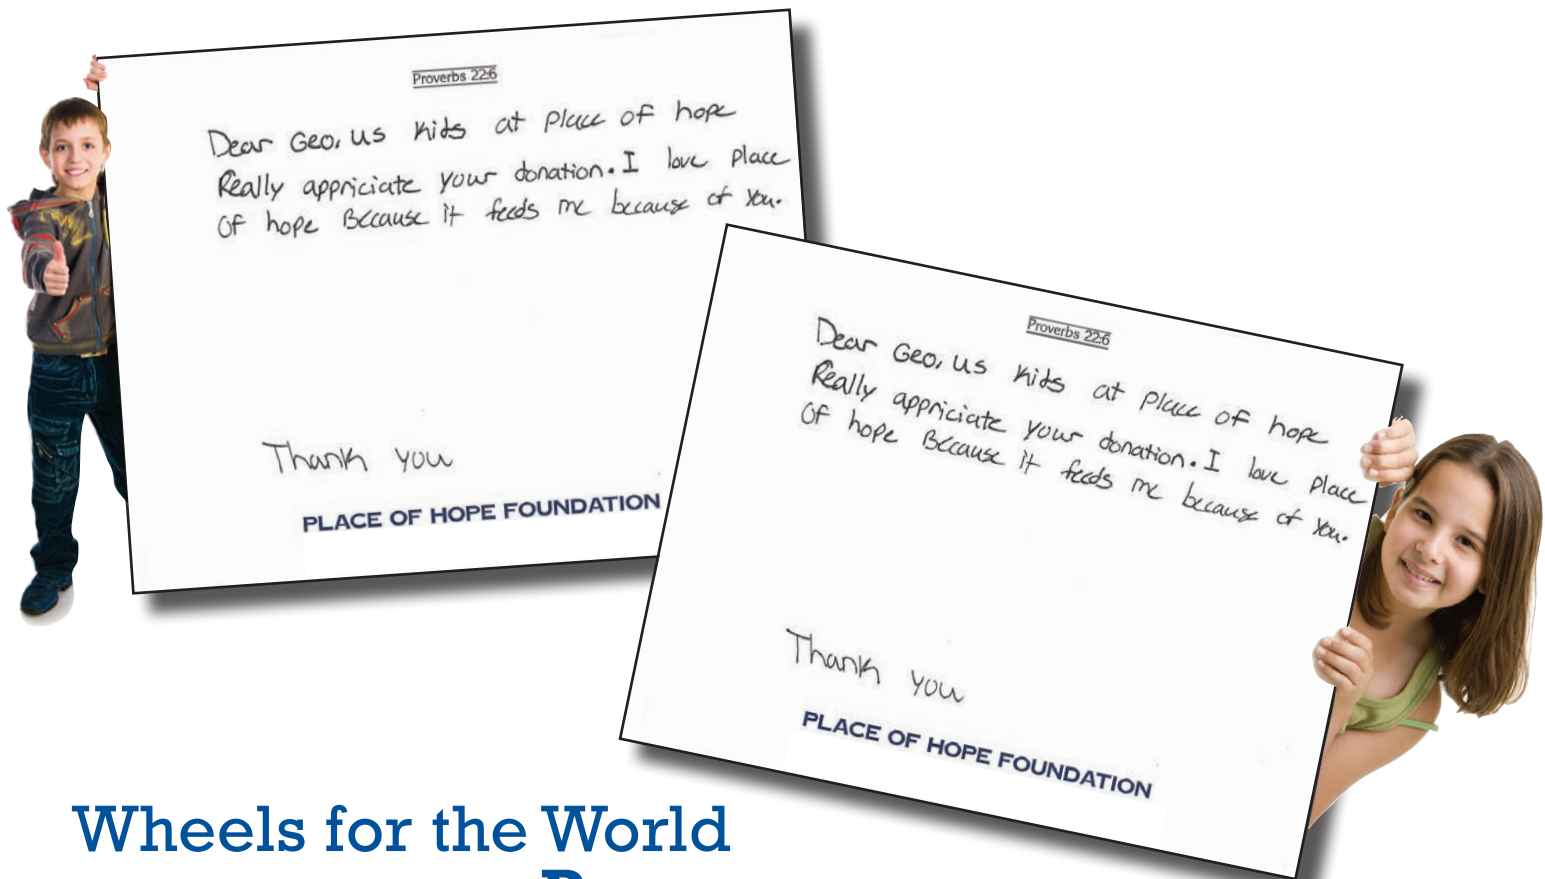 Proverbs 22:6
Dear Geo, us kids at Place of hope
Really appriciate your donation. I love Place
Of hope Because it feeds me because of you.
Thank you
PLACE OF HOPE FOUNDATION
Proverbs 22:6
Dear Geo, us kids at Place of hope
Really appriciate your donation. I love Place
Of hope Because it feeds me because of you.
Thank you
PLACE OF HOPE FOUNDATION
Wheels for the World